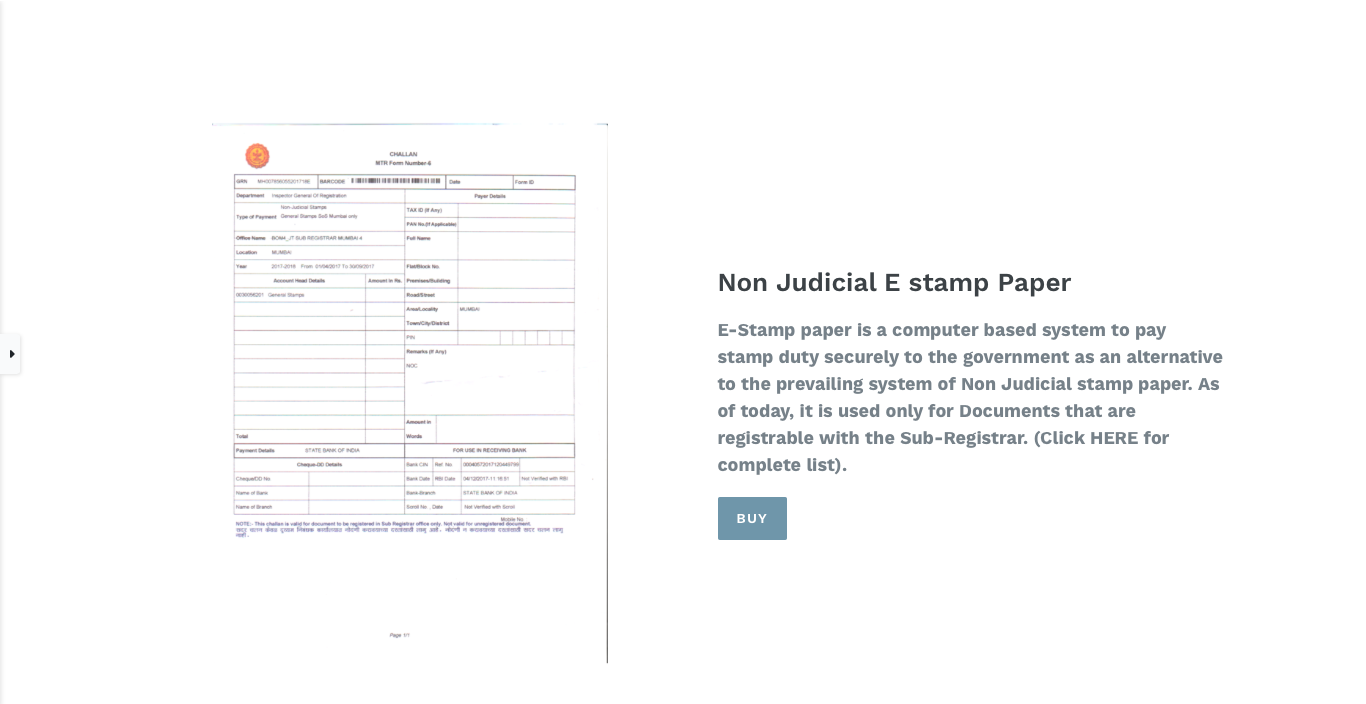 CHALLAN
MTR Form Number-6
GRN BARCODE Date Form ID
Department Inspector General Of Registration Payer Details
Non-Judicial Stamps
Type of Payment General Stamps SoS Mumbai only
TAX ID (If Any)
PAN No.(If Applicable)
Office Name BOM4_JT SUB REGISTRAR MUMBAI 4 Full Name
Location MUMBAI
Year 2017-2018 From 01/04/2017 To 30/09/2017 Flat/Block No.
Account Head Details Amount In Rs. Premises/Building
0030056201 General Stamps Road/Street
Area/Locality MUMBAI
Town/City/District
PIN
Remarks (If Any)
NOC
Amount In
Total Words
Payment Details STATE BANK OF INDIA FOR USE IN RECEIVING BANK
Cheque-DD Details Bank CIN Ref. No.
Cheque/DD No Bank Date RBI Date Not Verified with RBI
Name of Bank Bank-Branch STATE BANK OF INDIA
Name of Branch Scroll No , Date Not Verified with Scroll
Mobile No.
NOTE:- This challan is valid for document to be registered in Sub Registrar office only. Not valid for unregistered document.
Page 1/1
Non Judicial E stamp Paper
E-Stamp paper is a computer based system to pay
stamp duty securely to the government as an alternative
to the prevailing system of Non Judicial stamp paper. As
of today, it is used only for Documents that are
registrable with the Sub-Registrar. (Click HERE for
complete list).
BUY